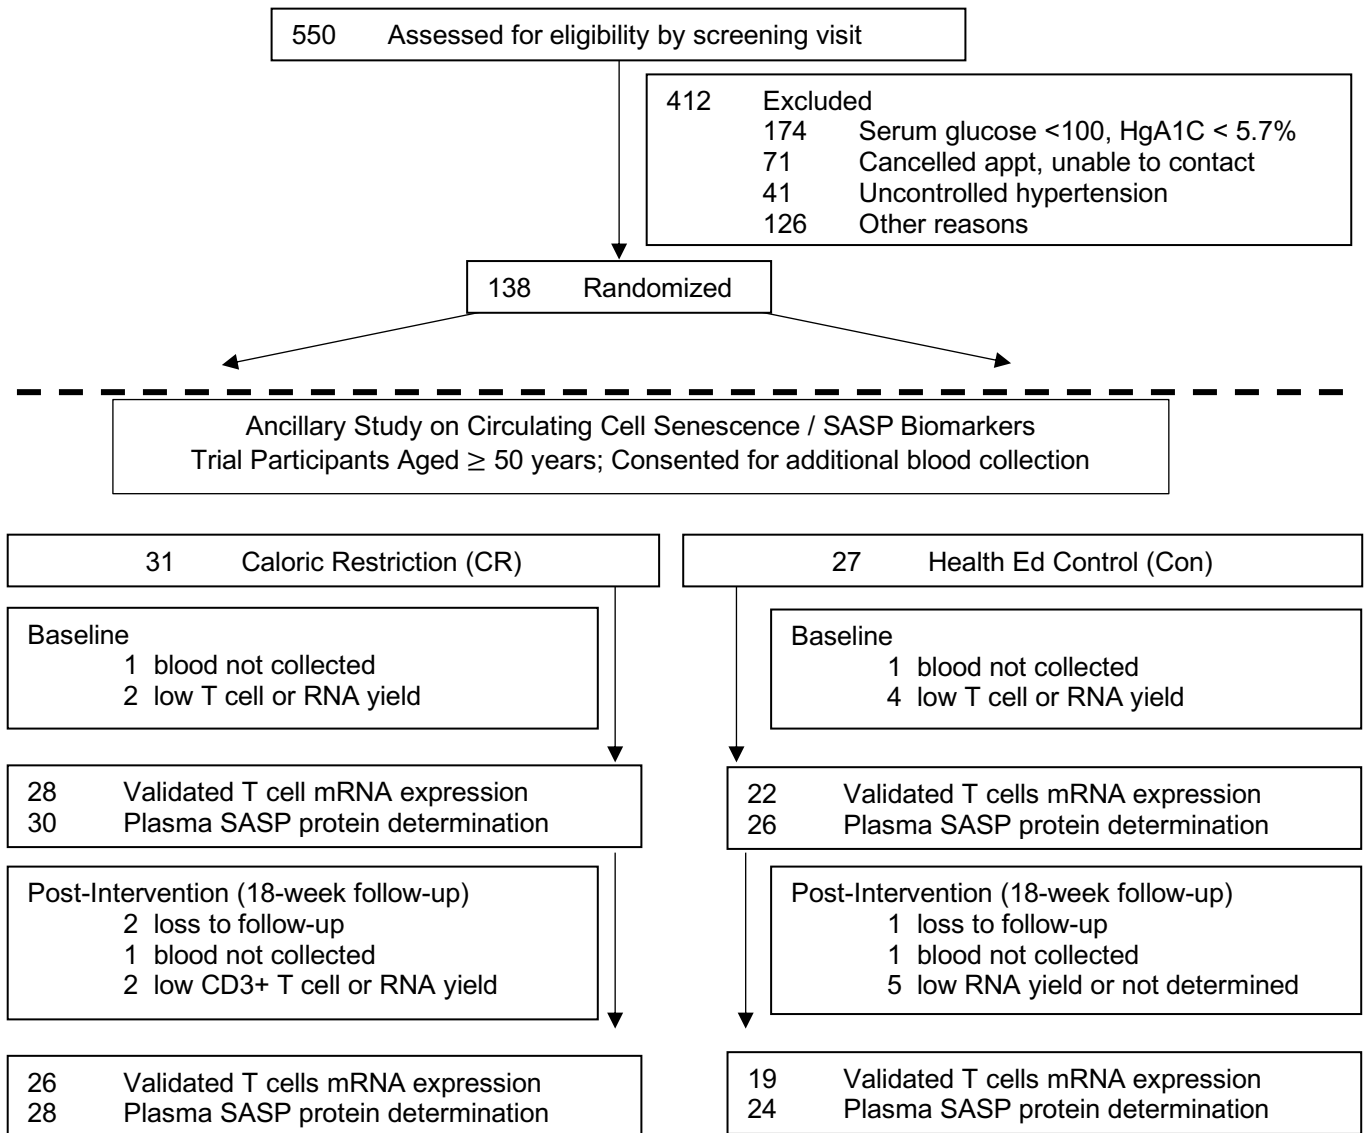 550 Assessed for eligibility by screening visit
412 Excluded
174 Serum glucose <100, HgA1C < 5.7%
71 Cancelled appt, unable to contact
41 Uncontrolled hypertension
126 Other reasons
138 Randomized
Ancillary Study on Circulating Cell Senescence / SASP Biomarkers
Trial Participants Aged ≥ 50 years; Consented for additional blood collection
31 Caloric Restriction (CR)
27 Health Ed Control (Con)
Baseline
1 blood not collected
2 low T cell or RNA yield
Baseline
1 blood not collected
4 low T cell or RNA yield
28 Validated T cell mRNA expression
30 Plasma SASP protein determination
22 Validated T cells mRNA expression
26 Plasma SASP protein determination
Post-Intervention (18-week follow-up)
2 loss to follow-up
1 blood not collected
2 low CD3+ T cell or RNA yield
Post-Intervention (18-week follow-up)
1 loss to follow-up
1 blood not collected
5 low RNA yield or not determined
26 Validated T cells mRNA expression
28 Plasma SASP protein determination
19 Validated T cells mRNA expression
24 Plasma SASP protein determination